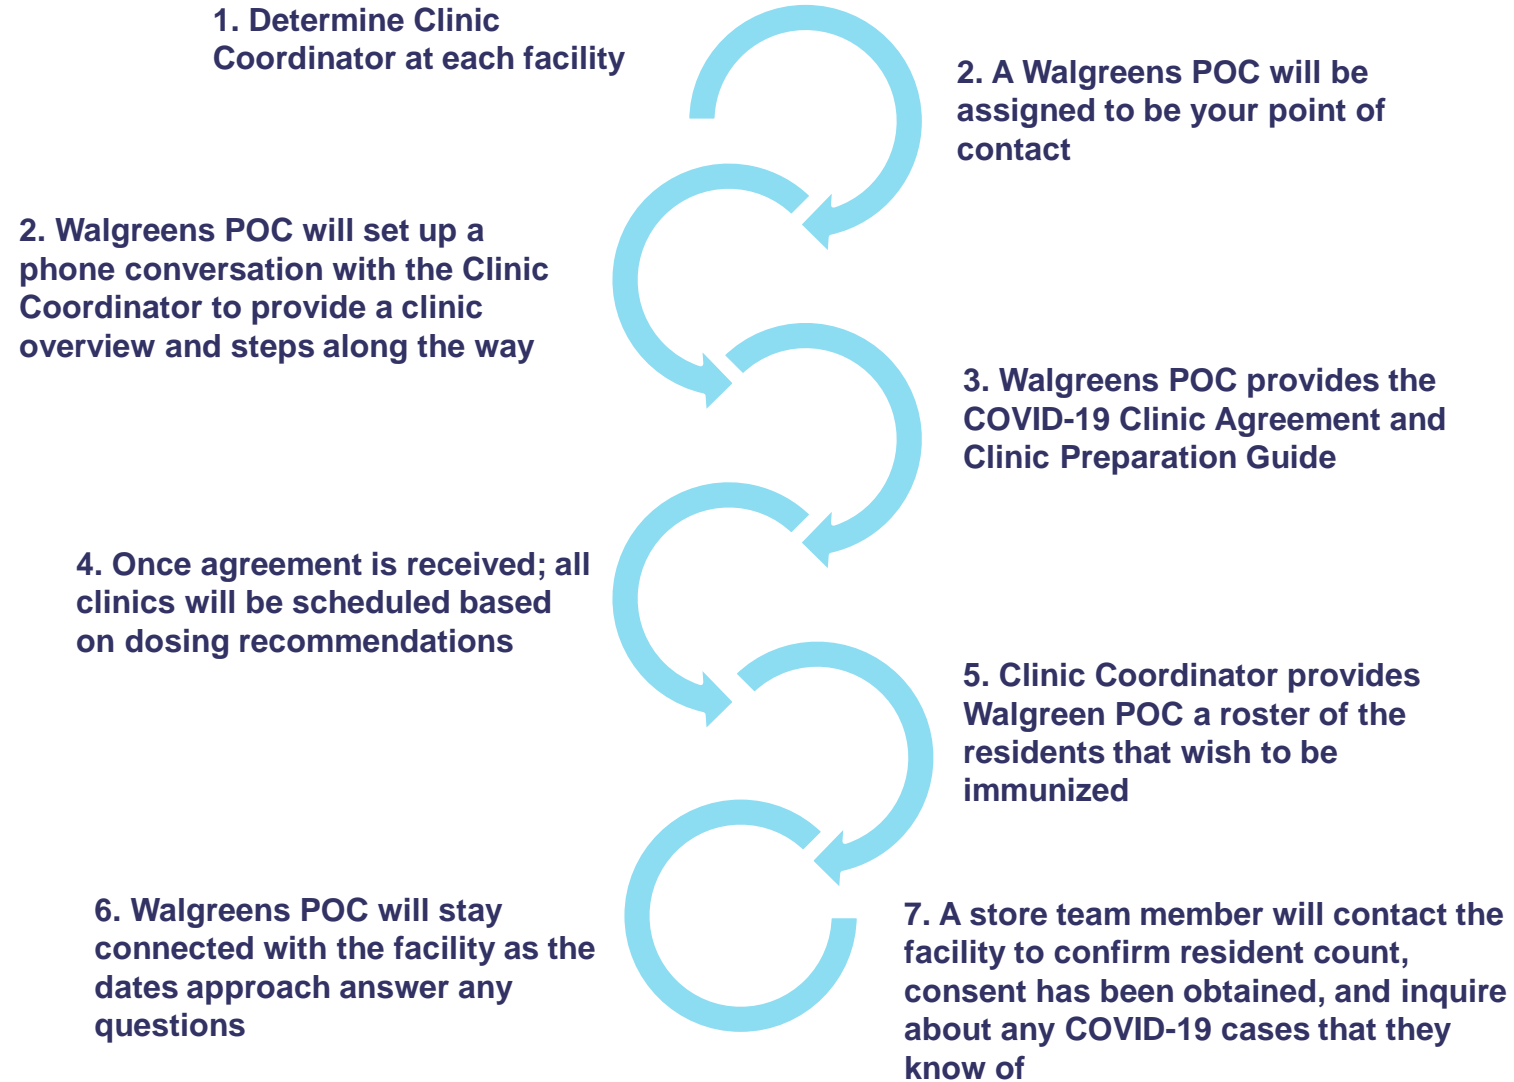 1. Determine Clinic
Coordinator at each facility
2. A Walgreens POC will be
assigned to be your point of
contact
2. Walgreens POC will set up a
phone conversation with the Clinic
Coordinator to provide a clinic
overview and steps along the way
3. Walgreens POC provides the
COVID-19 Clinic Agreement and
Clinic Preparation Guide
4. Once agreement is received; all
clinics will be scheduled based
on dosing recommendations
5. Clinic Coordinator provides
Walgreen POC a roster of the
residents that wish to be
immunized
6. Walgreens POC will stay
connected with the facility as the
dates approach answer any
questions
7. A store team member will contact the
facility to confirm resident count,
consent has been obtained, and inquire
about any COVID-19 cases that they
know of